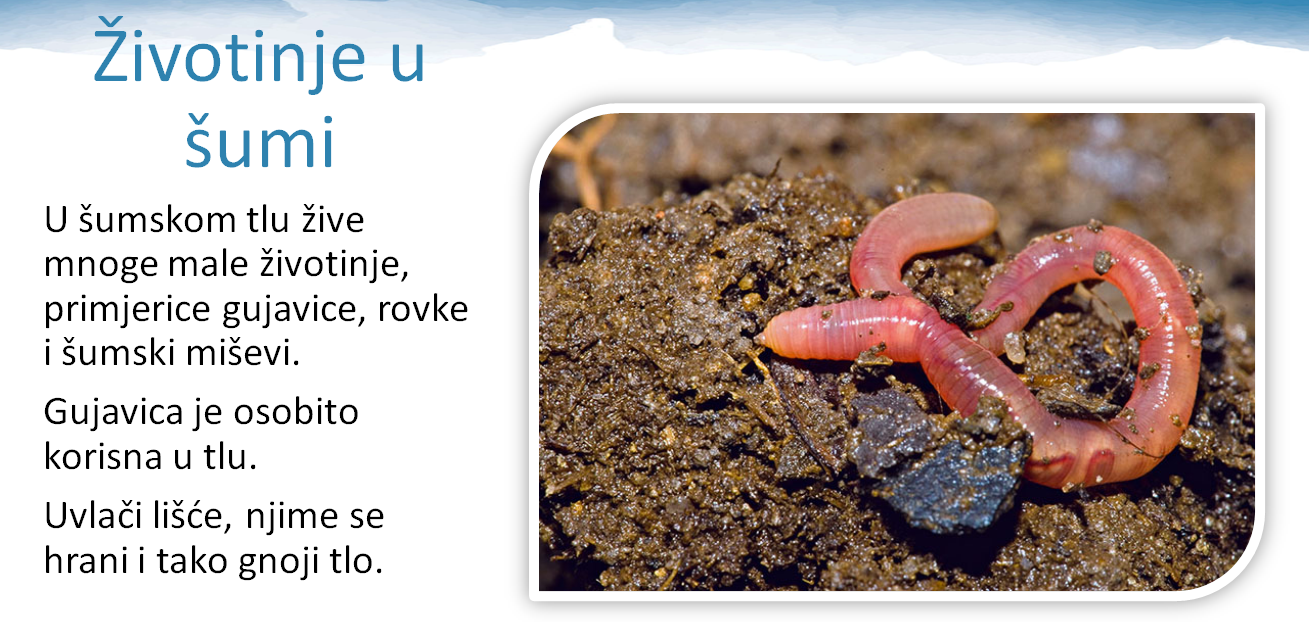 Životinje u
šumi
U šumskom tlu žive
mnoge male životinje,
primjerice gujavice, rovke
i šumski miševi.
Gujavica je osobito
korisna u tlu.
Uvlači lišće, njime se
hrani i tako gnoji tlo.